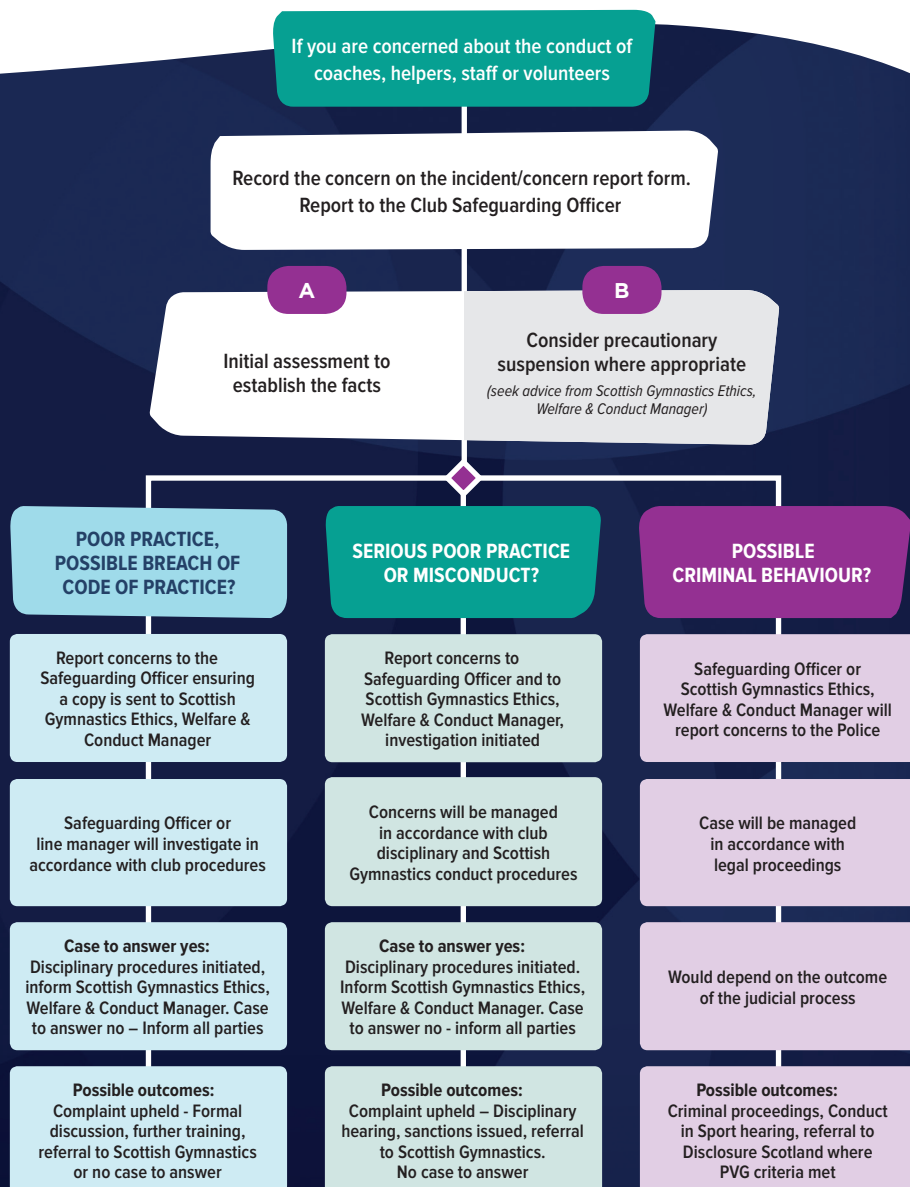 If you are concerned about the conduct of
coaches, helpers, staff or volunteers
Record the concern on the incident/concern report form.
Report to the Club Safeguarding Officer
A
Initial assessment to
establish the facts
B
Consider precautionary
suspension where appropriate
(seek advice from Scottish Gymnastics Ethics,
Welfare & Conduct Manager)
POOR PRACTICE,
POSSIBLE BREACH OF
CODE OF PRACTICE?
Report concerns to the
Safeguarding Officer ensuring
a copy is sent to Scottish
Gymnastics Ethics, Welfare &
Conduct Manager
Safeguarding Officer or
line manager will investigate in
accordance with club procedures
Case to answer yes:
Disciplinary procedures initiated,
inform Scottish Gymnastics Ethics,
Welfare & Conduct Manager. Case
to answer no – Inform all parties
Possible outcomes:
Complaint upheld - Formal
discussion, further training,
referral to Scottish Gymnastics
or no case to answer
SERIOUS POOR PRACTICE
OR MISCONDUCT?
Report concerns to
Safeguarding Officer and to
Scottish Gymnastics Ethics,
Welfare & Conduct Manager,
investigation initiated
Concerns will be managed
in accordance with club
disciplinary and Scottish
Gymnastics conduct procedures
Case to answer yes:
Disciplinary procedures initiated.
Inform Scottish Gymnastics Ethics,
Welfare & Conduct Manager. Case
to answer no - inform all parties
Possible outcomes:
Complaint upheld – Disciplinary
hearing, sanctions issued, referral
to Scottish Gymnastics.
No case to answer
POSSIBLE
CRIMINAL BEHAVIOUR?
Safeguarding Officer or
Scottish Gymnastics Ethics,
Welfare & Conduct Manager will
report concerns to the Police
Case will be managed
in accordance with
legal proceedings
Would depend on the outcome
of the judicial process
Possible outcomes:
Criminal proceedings, Conduct
in Sport hearing, referral to
Disclosure Scotland where
PVG criteria met